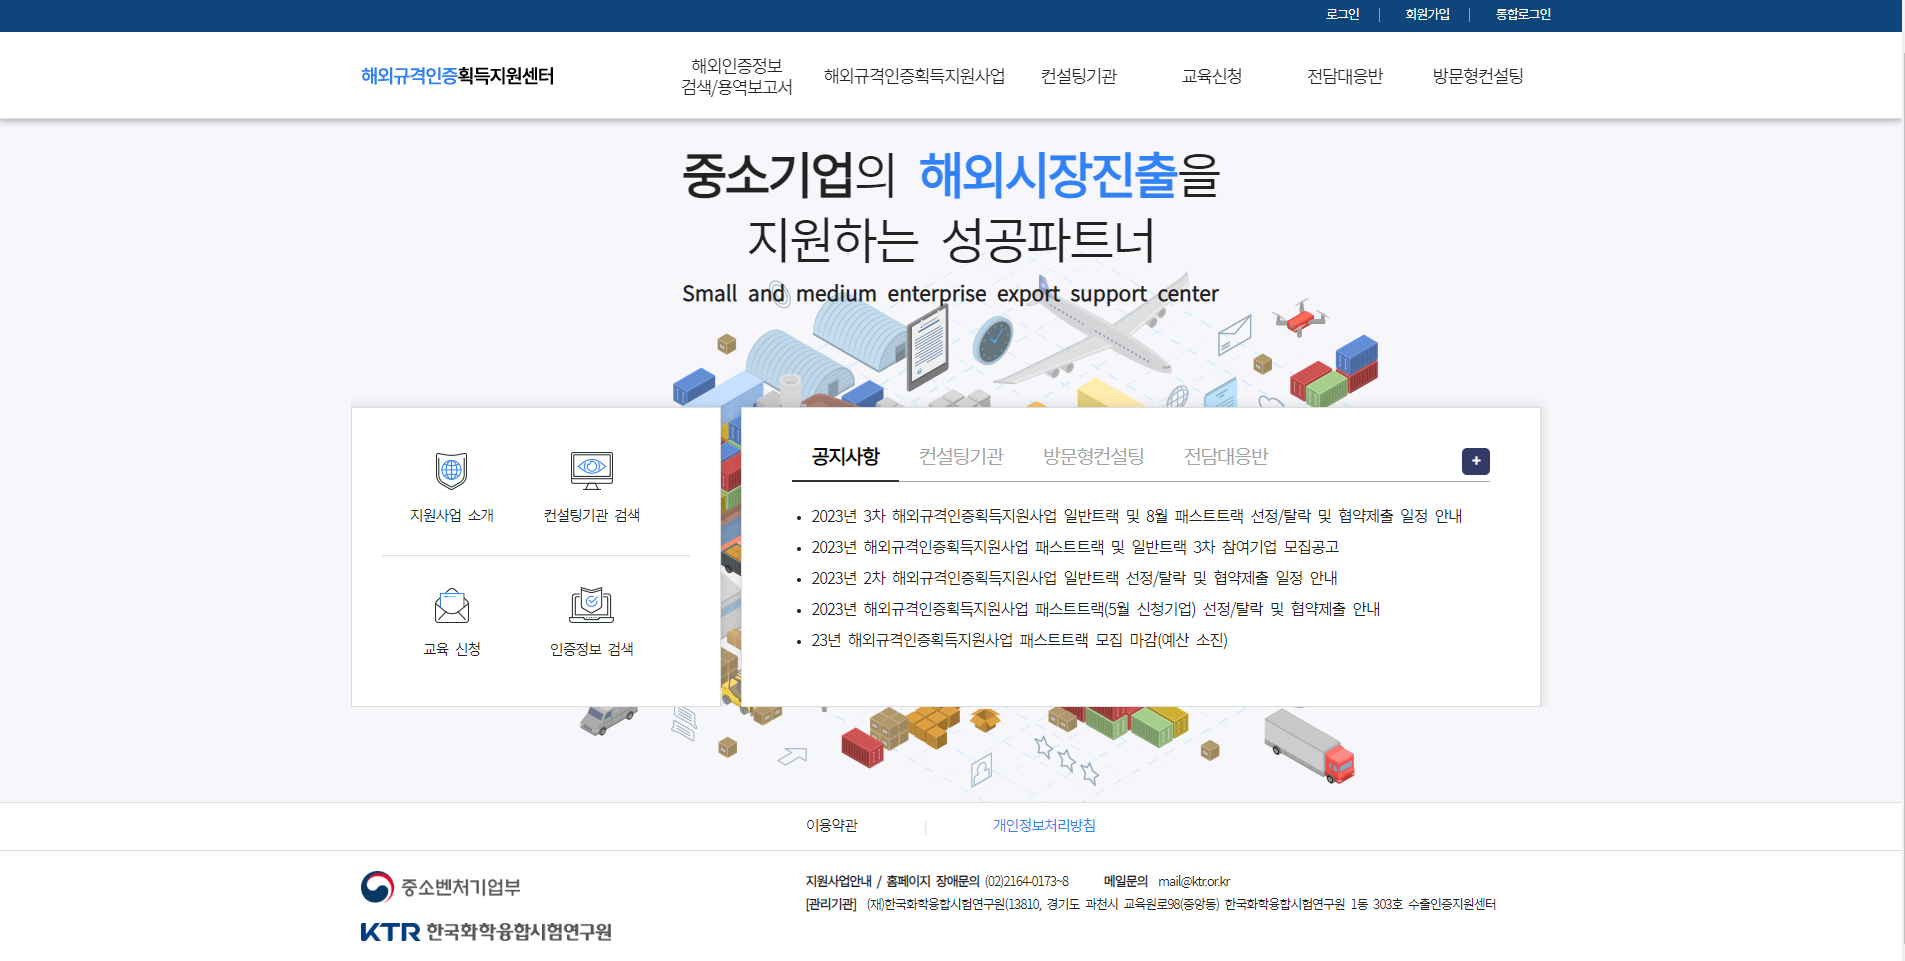 로그인
회원가입
통합로그인
해외규격인증획득지원센터
해외인증정보
검색/용역보고서
해외규격인증획득지원사업
컨설팅기관
교육신청
전담대응반
방문형컨설팅
중소기업의 해외시장진출을
지원하는 성공파트너
Small and medium enterprise export support center
지원사업 소개
컨설팅기관 검색
교육 신청
인증정보 검색
공지사항
컨설팅기관
방문형컨설팅
전담대응반
+
2023년 3차 해외규격인증획득지원사업 일반트랙 및 8월 패스트트랙 선정/탈락 및 협약제출 일정 안내
2023년 해외규격인증획득지원사업 패스트트랙 및 일반트랙 3차 참여기업 모집공고
2023년 2차 해외규격인증획득지원사업 일반트랙 선정/탈락 및 협약제출 일정 안내
2023년 해외규격인증획득지원사업 패스트트랙(5월 신청기업) 선정/탈락 및 협약제출 안내
23년 해외규격인증획득지원사업 패스트트랙 모집 마감(예산 소진)
이용약관
개인정보처리방침
중소벤처기업부
KTR 한국화학융합시험연구원
지원사업안내 / 홈페이지 장애문의 (02)2164-0173~8 메일문의 mail@ktr.or.kr
[관리기관] (재)한국화학융합시험연구원(13810, 경기도 과천시 교육원로98(중앙동) 한국화학융합시험연구원 1동 303호 수출인증지원센터